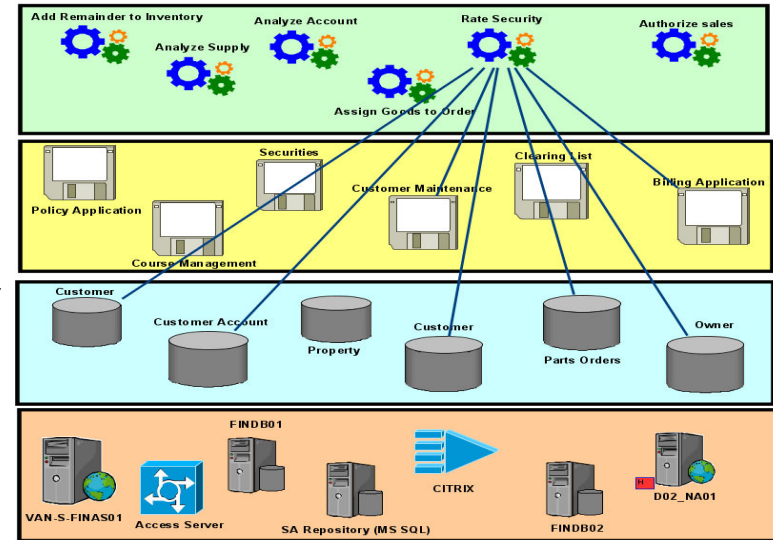 Add Remainder to Inventory
Analyze Account
Rate Security
Authorize sales
Analyze Supply
Assign Goods to Order
Securities
Clearing List
Customer Maintenance
Billing Application
Policy Application
Course Management
Customer
Customer Account
Customer
Owner
Property
Parts Orders
FINDB01
CITRIX
H
D02_NA01
VAN-S-FINAS01
Access Server
SA Repository (MS SQL)
FINDB02